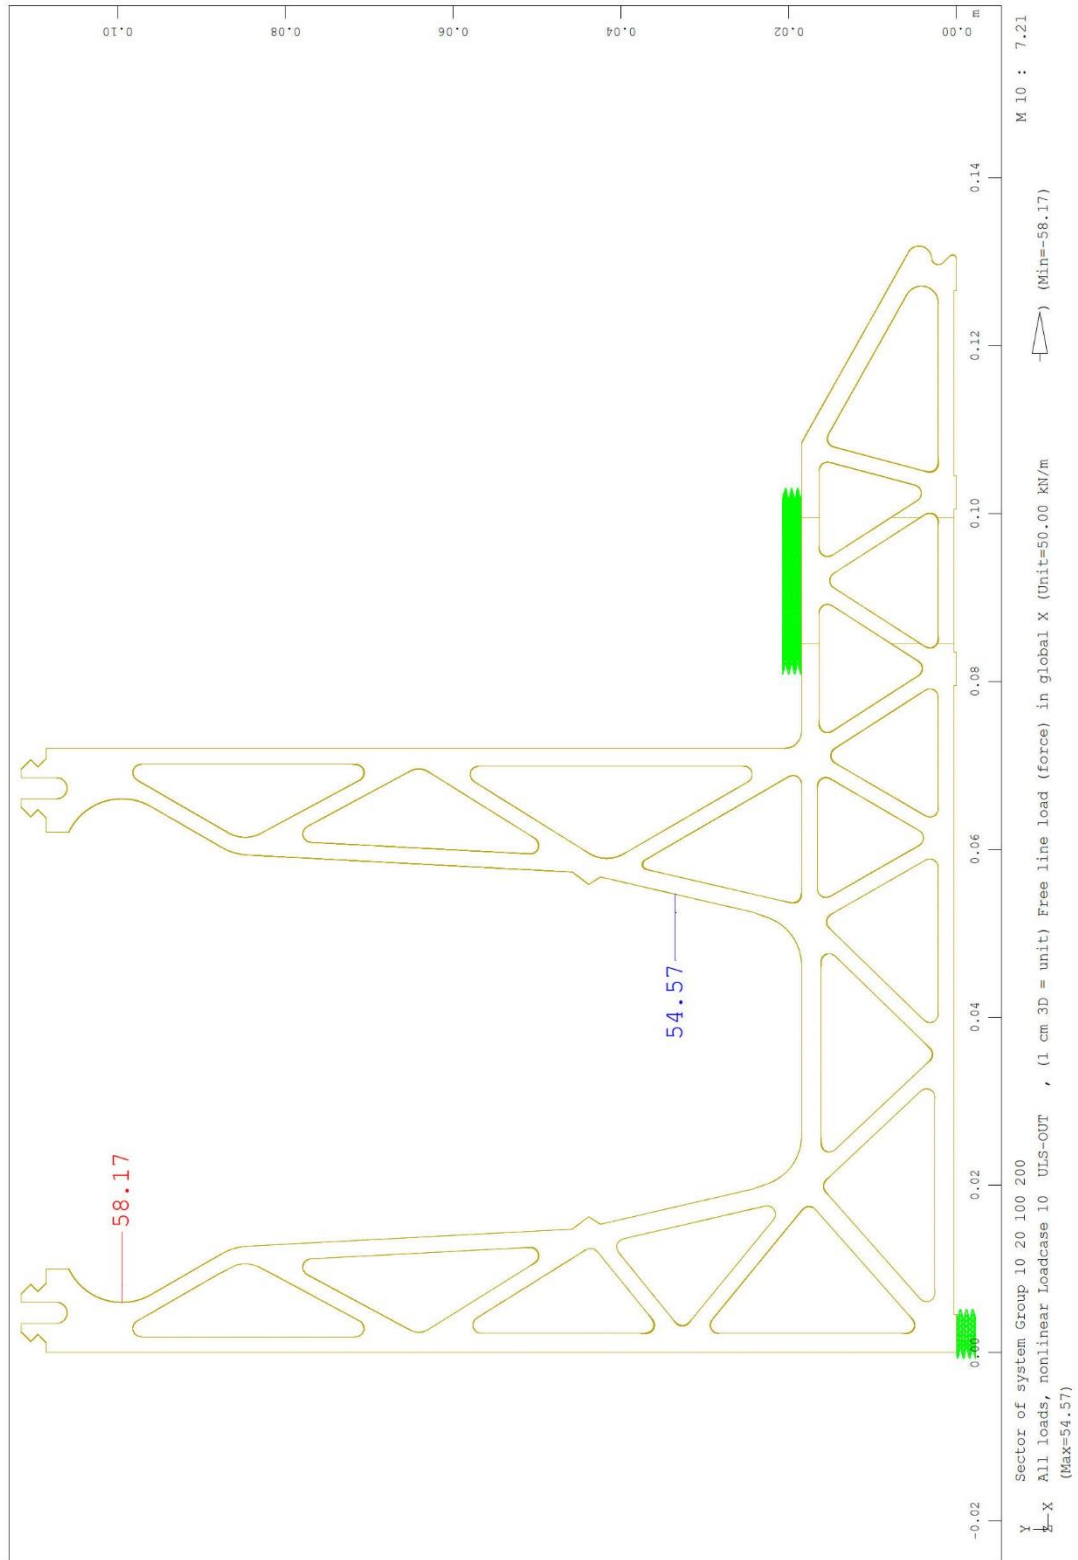 58.17
54.57
0.10
0.08
0.06
0.04
0.02
0.00
m
-0.02
0.00
0.02
0.04
0.06
0.08
0.10
0.12
0.14
Y
Z X
Sector of system Group 10 20 100 200
M 10 : 7.21
All loads, nonlinear Loadcase 10 ULS-OUT , (1 cm 3D = unit) Free line load (force) in global X (Unit=50.00 kN/m ) (Min=-58.17)
(Max=54.57)